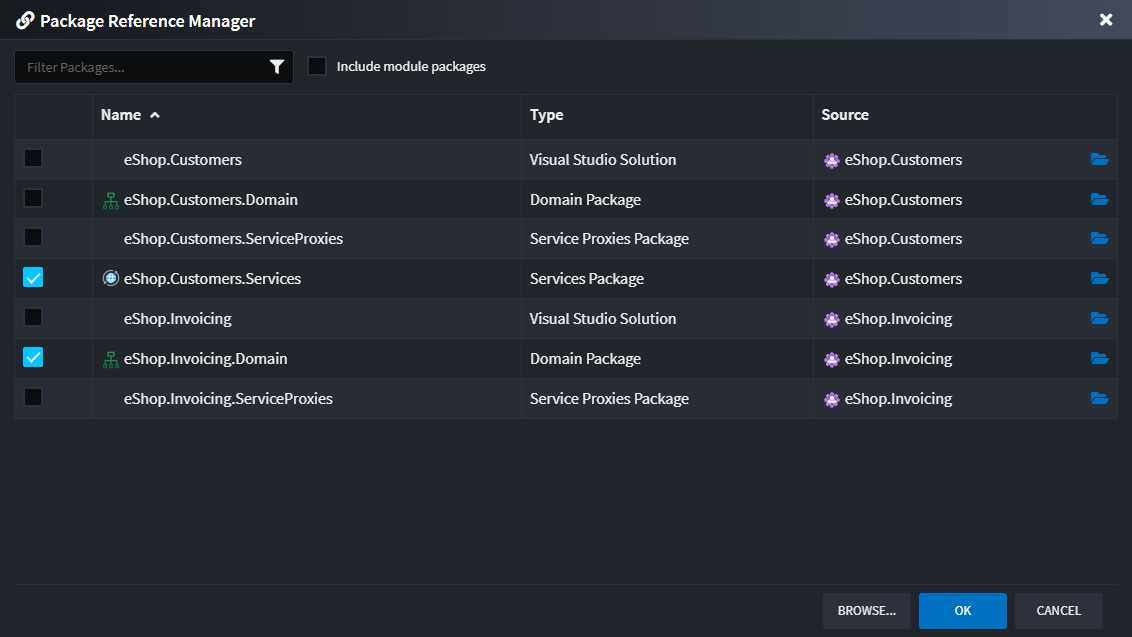 Package Reference Manager
Filter Packages...
Include module packages
Name Type Source
eShop.Customers Visual Studio Solution eShop.Customers
eShop.Customers.Domain Domain Package eShop.Customers
eShop.Customers.ServiceProxies Service Proxies Package eShop.Customers
eShop.Customers.Services Services Package eShop.Customers
eShop.Invoicing Visual Studio Solution eShop.Invoicing
eShop.Invoicing.Domain Domain Package eShop.Invoicing
eShop.Invoicing.ServiceProxies Service Proxies Package eShop.Invoicing
BROWSE... OK CANCEL